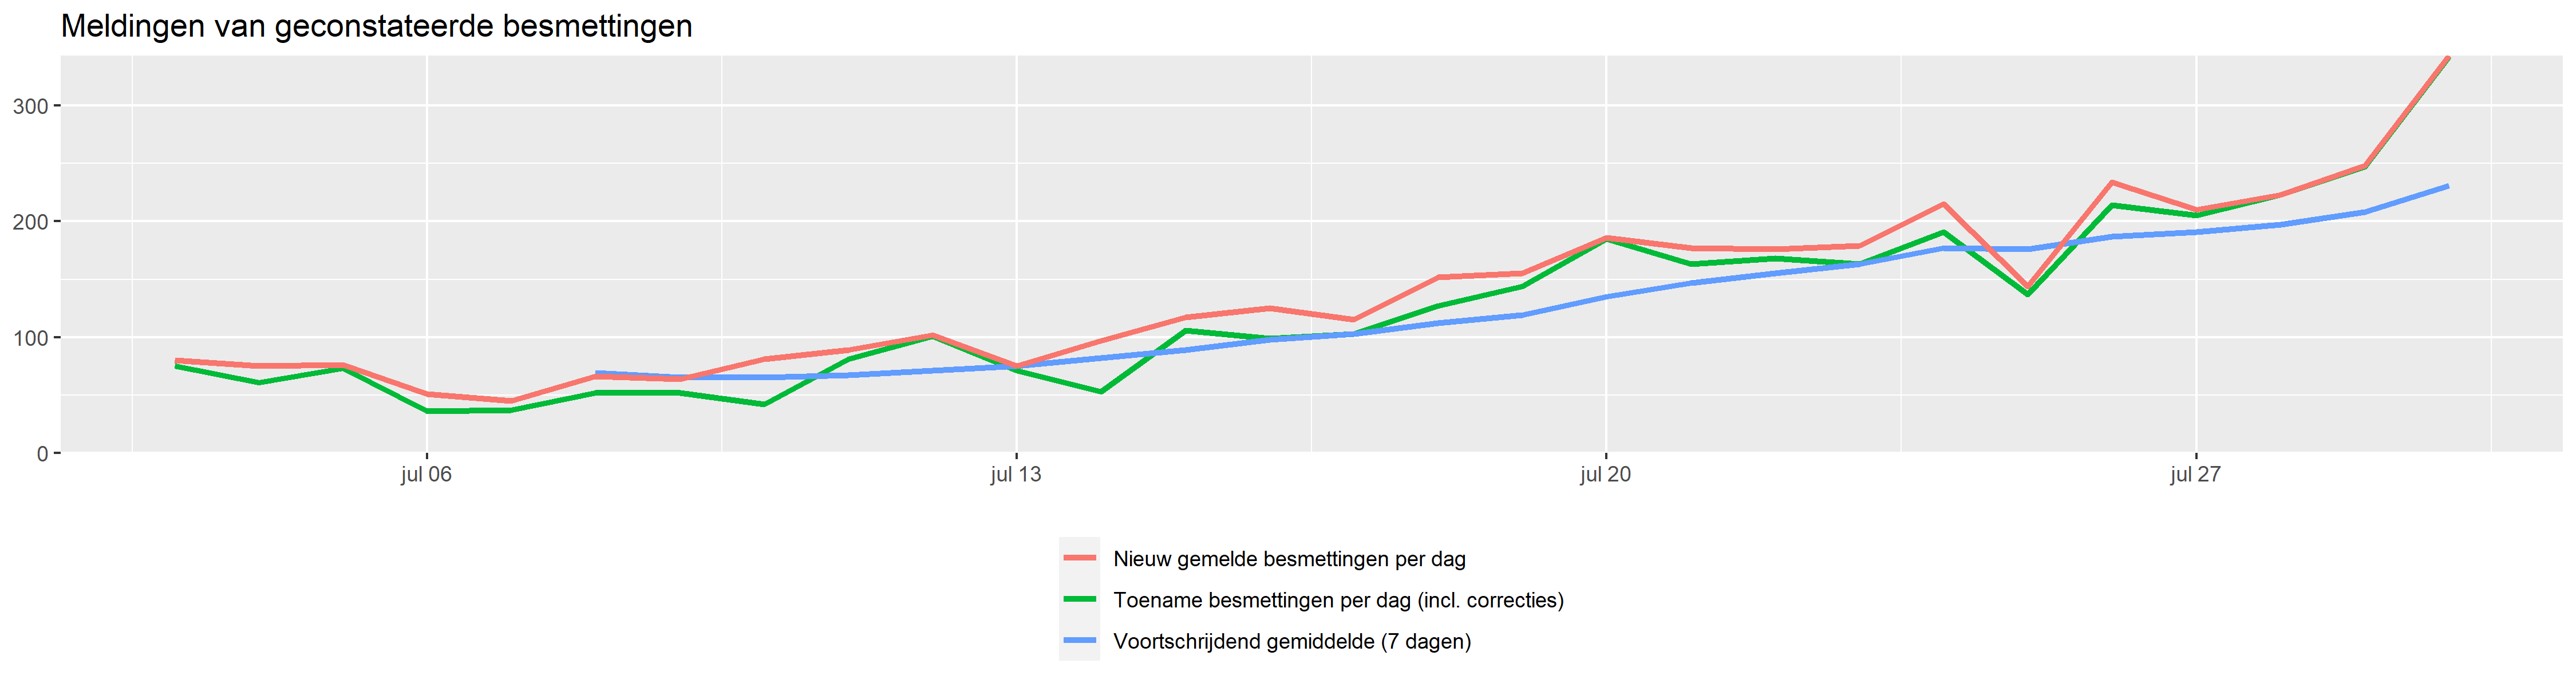 Meldingen van geconstateerde besmettingen
300
200
100
0
jul 06 jul 13 jul 20 jul 27
Nieuw gemelde besmettingen per dag
Toename besmettingen per dag (incl. correcties)
Voortschrijdend gemiddelde (7 dagen)